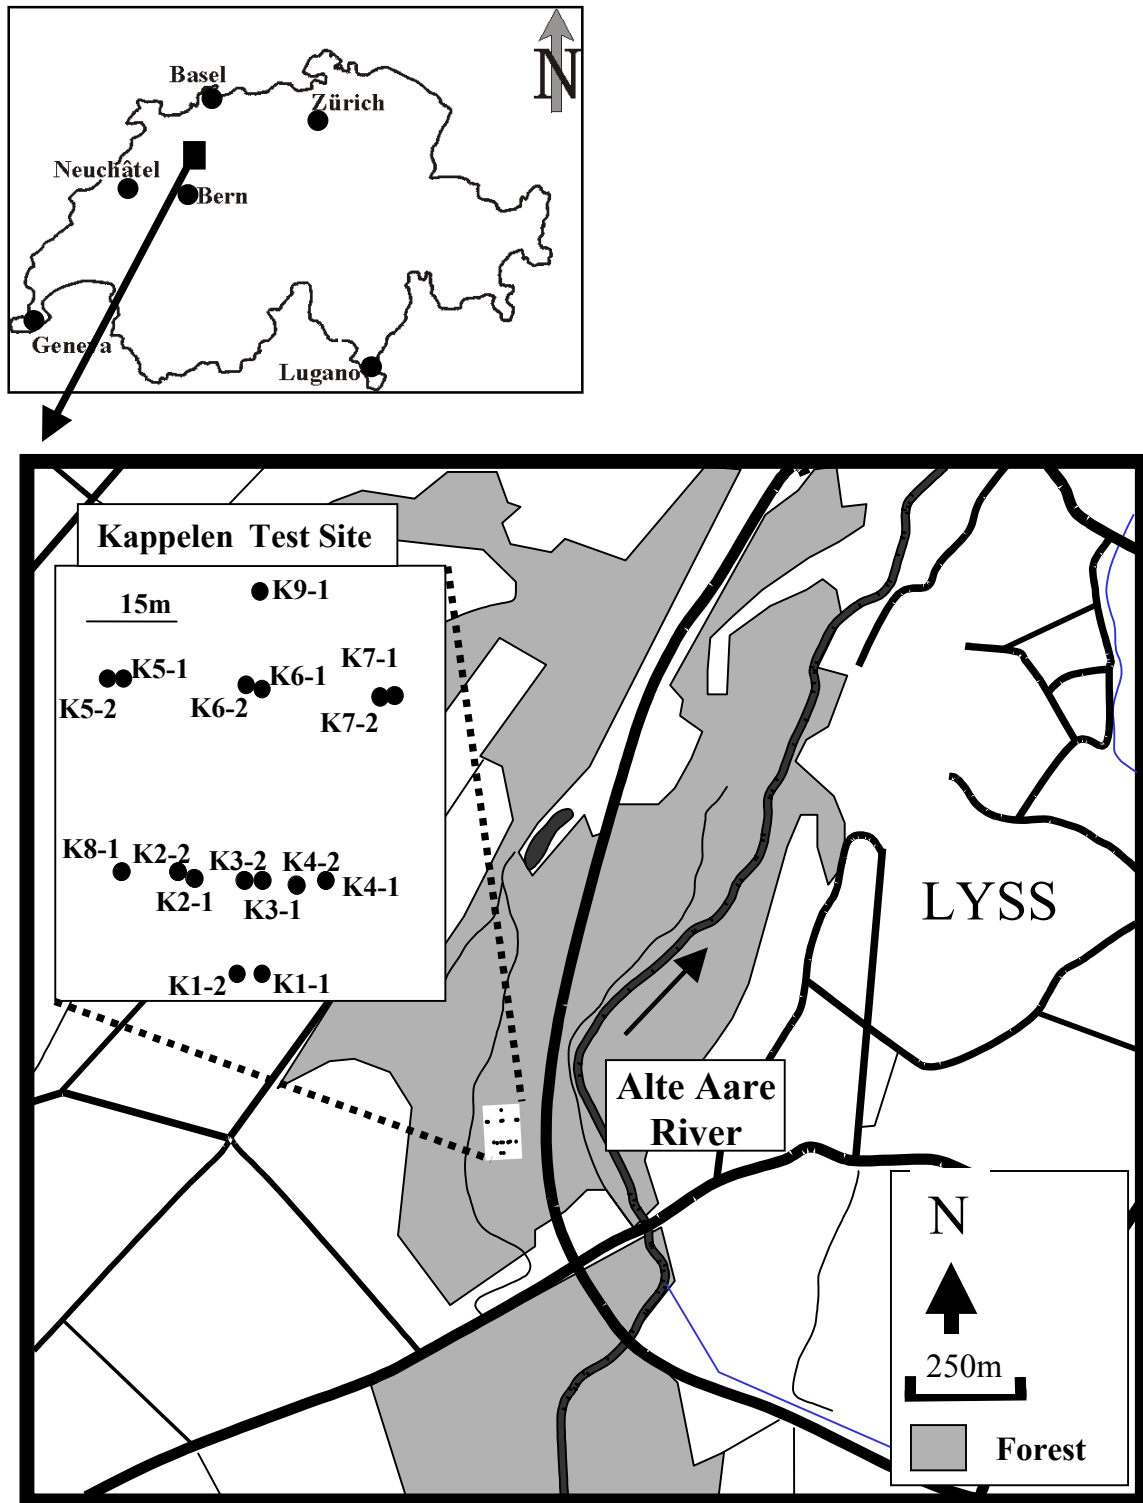 N
Basel
Zürich
Neuchâtel
Bern
Geneva
Lugano
Kappelen Test Site
K9-1
15m
K7-1
K5-1
K6-1
K5-2
K6-2
K7-2
K8-1
K2-2
K3-2
K4-2
K4-1
K2-1
K3-1
K1-2
K1-1
LYSS
Alte Aare
River
N
250m
Forest